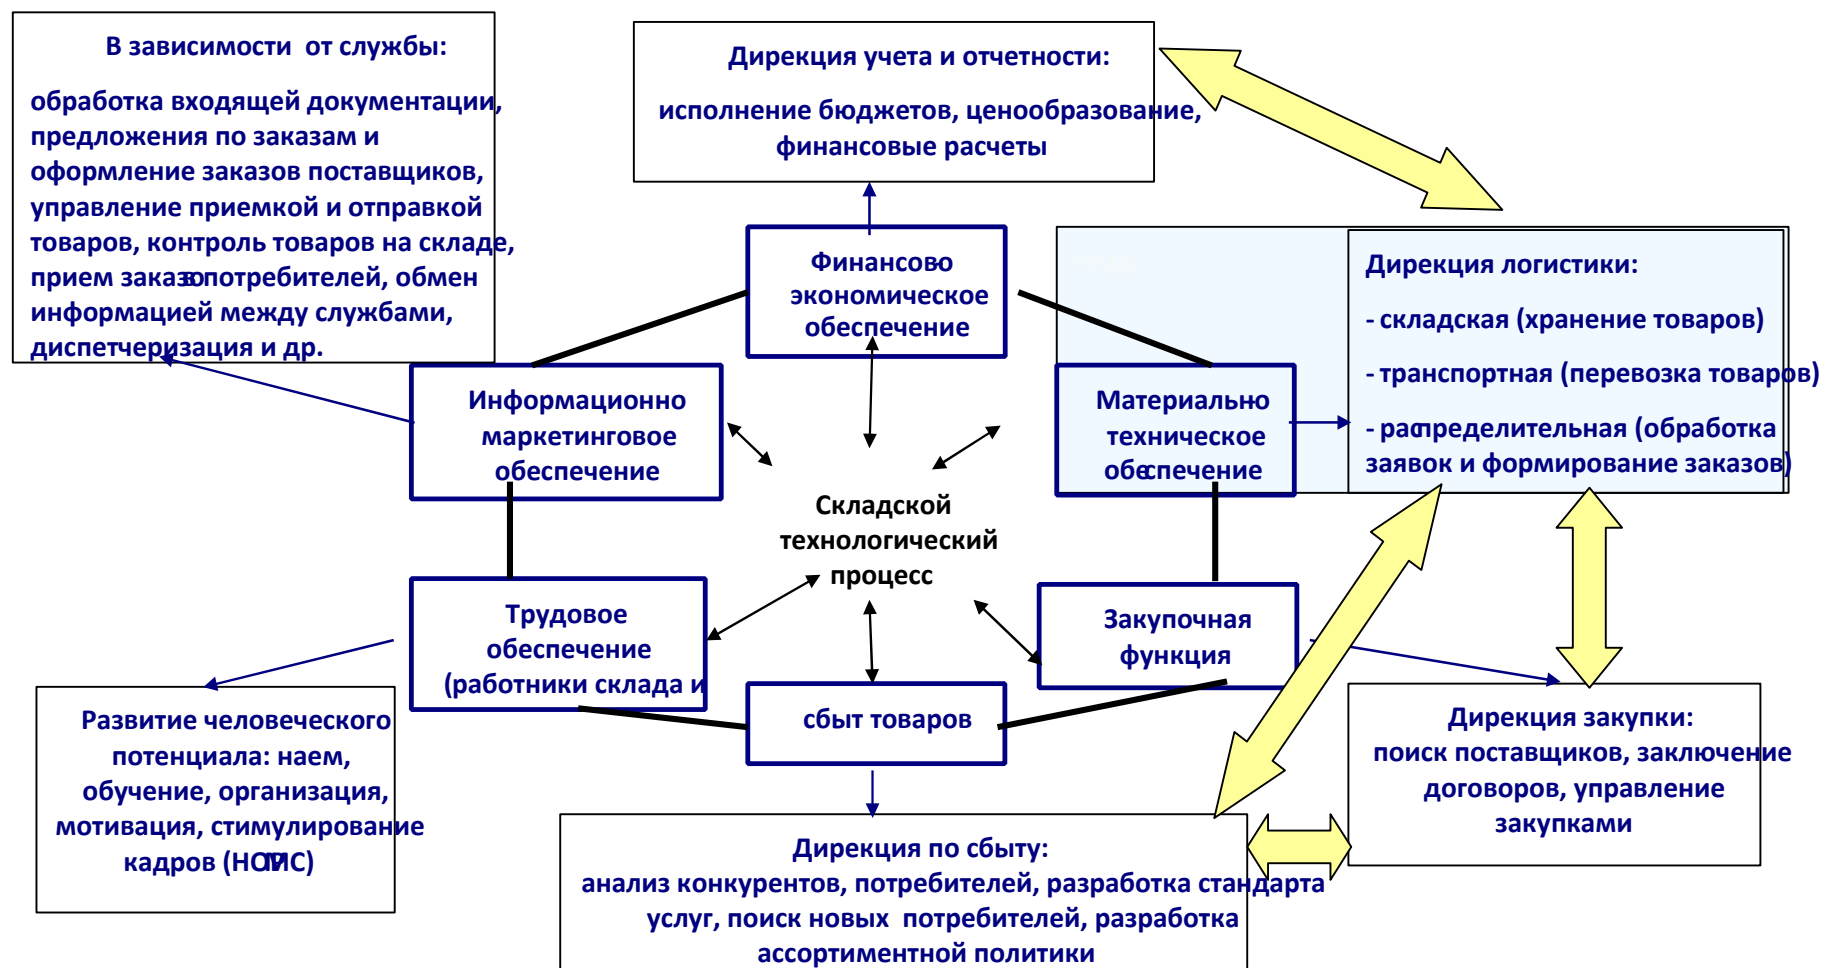 В зависимости от службы:
обработка входящей документации,
предложения по заказам и
оформление заказов поставщиков,
управление приемкой и отправкой
товаров, контроль товаров на складе,
прием заказов потребителей, обмен
информацией между службами,
диспетчеризация и др.
Дирекция учета и отчетности:
исполнение бюджетов, ценообразование,
финансовые расчеты
Финансово-
экономическое
обеспечение
Дирекция логистики:
- складская (хранение товаров)
- транспортная (перевозка товаров)
- распределительная (обработка
заявок и формирование заказов)
Информационно
маркетинговое
обеспечение
Материально-
техническое
обеспечение
Складской
технологический
процесс
Трудовое
обеспечение
(работники склада и
Закупочная
функция
сбыт товаров
Развитие человеческого
потенциала: наем,
обучение, организация,
мотивация, стимулирование
кадров (НОРМС)
Дирекция закупки:
поиск поставщиков, заключение
договоров, управление
закупками
Дирекция по сбыту:
анализ конкурентов, потребителей, разработка стандарта
услуг, поиск новых потребителей, разработка
ассортиментной политики